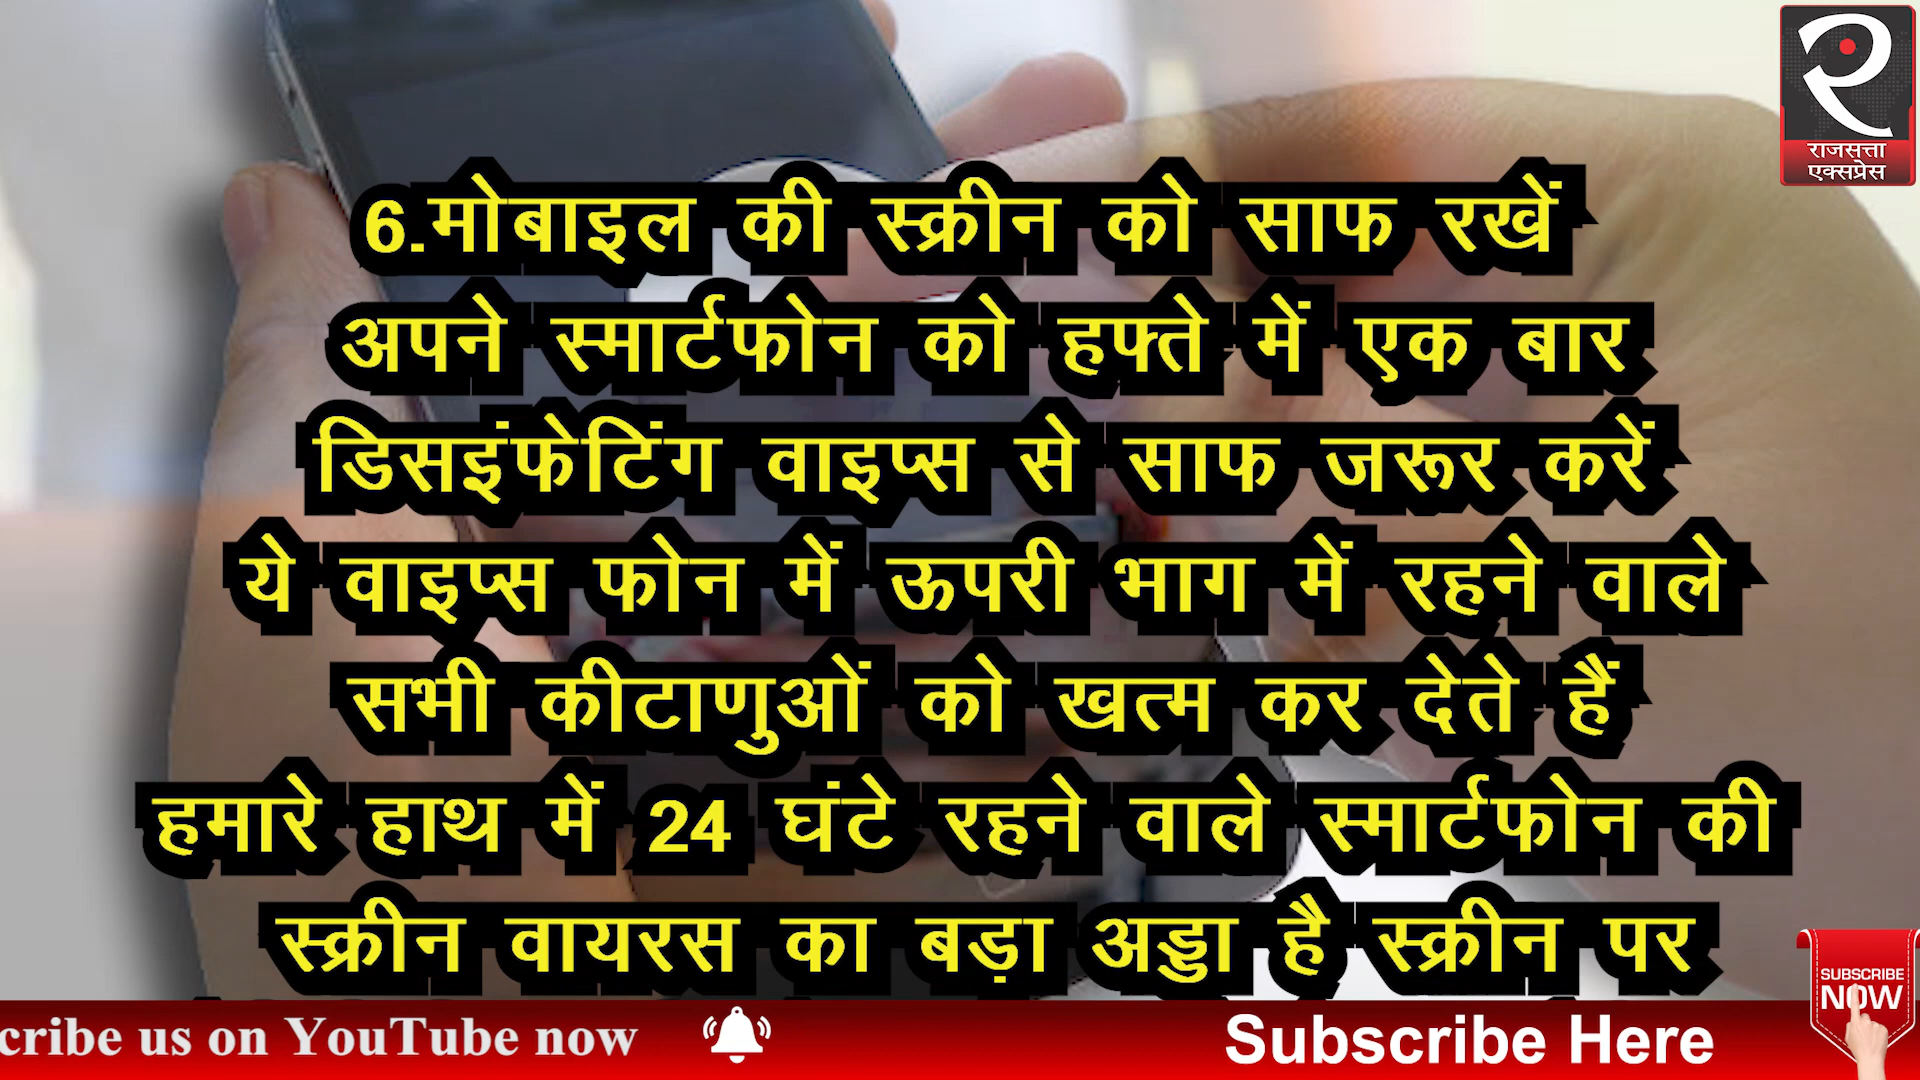 राजसत्ता
एक्सप्रेस
6.मोबाइल की स्क्रीन को साफ रखें
अपने स्मार्टफोन को हफ्ते में एक बार
डिसइंफेटिंग वाइप्स से साफ जरूर करें
ये वाइप्स फोन में ऊपरी भाग में रहने वाले
सभी कीटाणुओं को खत्म कर देते हैं
हमारे हाथ में 24 घंटे रहने वाले स्मार्टफोन की
स्क्रीन वायरस का बड़ा अड्डा है स्क्रीन पर
SUBSCRIBE
NOW
cribe us on YouTube now
Subscribe Here